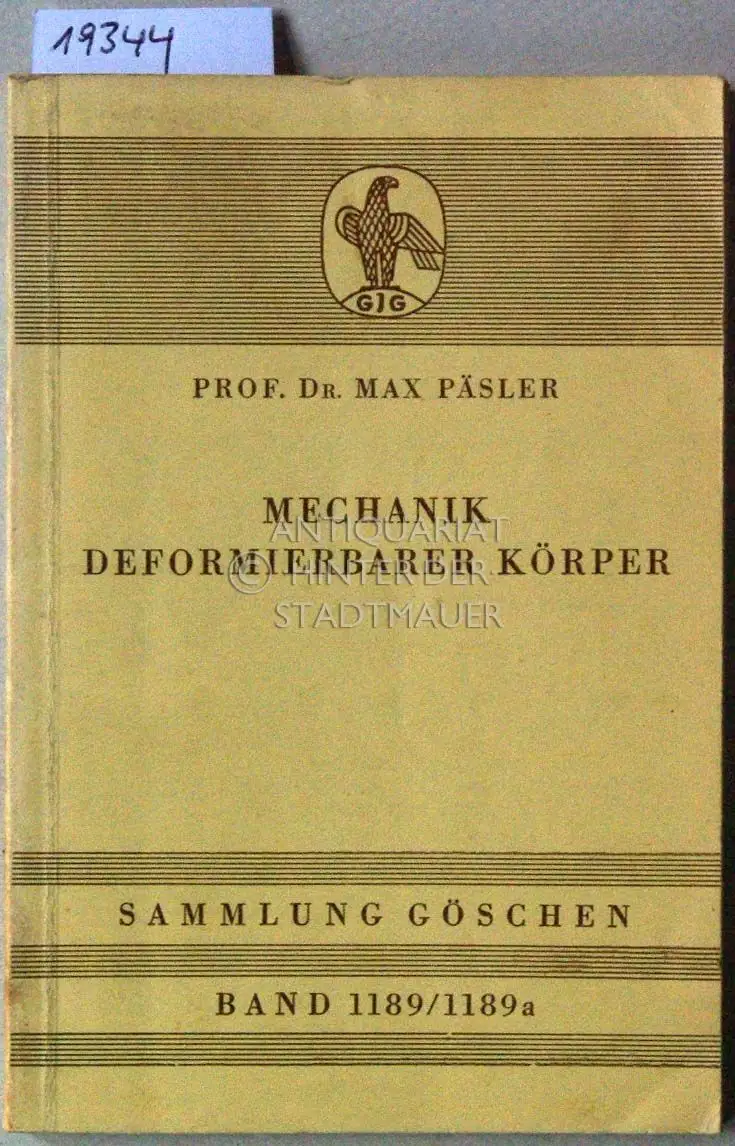 19344
GJG
PROF. DR. MAX PÄSLER
MECHANIK
DEFORMIERBARER KÖRPER
ANTIQUARIAT
© HINTER DER
STADTMAUER
SAMMLUNG GÖSCHEN
BAND 1189/1189a